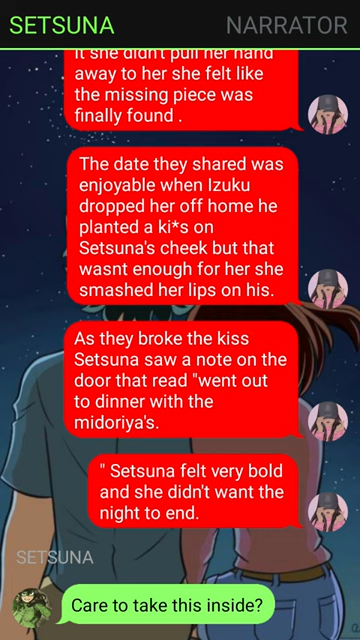 SETSUNA NARRATOR
If she didn't pull her hand
away to her she felt like
the missing piece was
finally found .
The date they shared was
enjoyable when Izuku
dropped her off home he
planted a ki*s on
Setsuna's cheek but that
wasnt enough for her she
smashed her lips on his.
As they broke the kiss
Setsuna saw a note on the
door that read "went out
to dinner with the
midoriya's.
" Setsuna felt very bold
and she didn't want the
night to end.
SETSUNA
Care to take this inside?